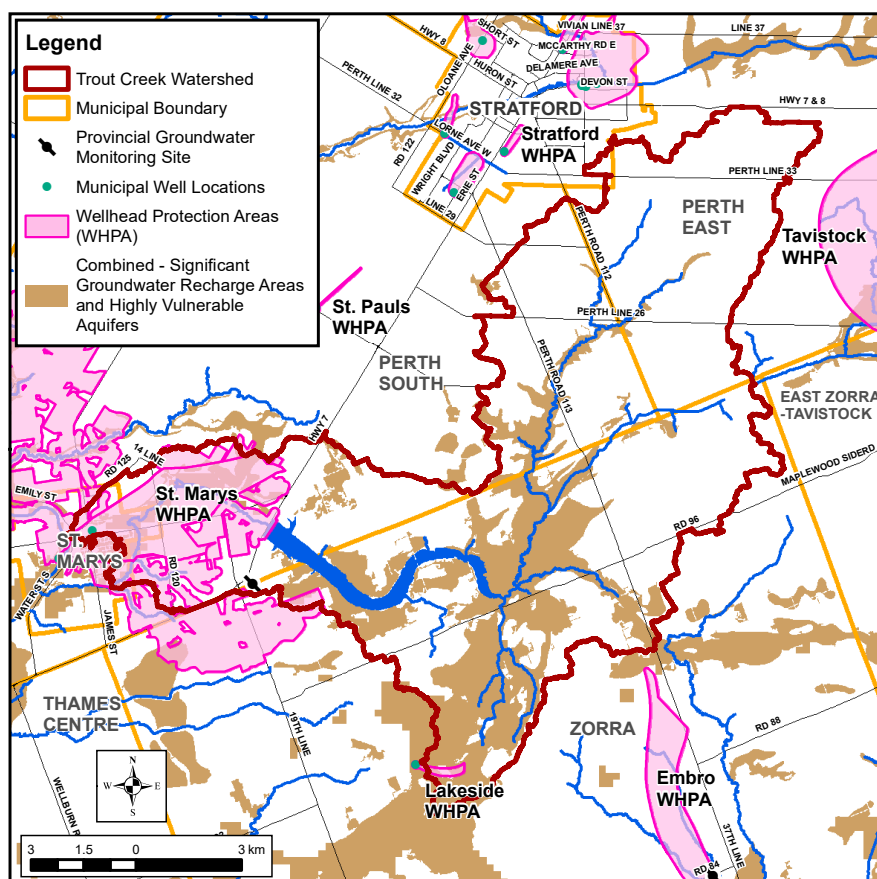 Legend
Trout Creek Watershed
Municipal Boundary
Provincial Groundwater
Monitoring Site
Municipal Well Locations
Wellhead Protection Areas
(WHPA)
Combined - Significant
Groundwater Recharge Areas
and Highly Vulnerable
Aquifers
HWY 8
SHORT ST
VIVIAN LINE 37
LINE 37
MCCARTHY RD E
OLOANE AVE
HURON ST
DELAMERE AVE
DEVON ST
PERTH LINE 32
STRATFORD
HWY 7 & 8
LORNE AVE W
Stratford
WHPA
RD 122
WRIGHT BLVD
ERIE ST
LINE 29
PERTH LINE 33
PERTH ROAD 112
PERTH
EAST
Tavistock
WHPA
St. Pauls
WHPA
PERTH LINE 26
PERTH
SOUTH
PERTH ROAD 113
EAST ZORRA
-TAVISTOCK
HWY 7
14 LINE
RD 125
MAPLEWOOD SIDERD
EMILY ST
St. Marys
WHPA
RD 96
ST.
MARYS
RD 120
WATER ST S
JAMES ST
THAMES
CENTRE
19TH LINE
ZORRA
RD 88
Lakeside
WHPA
Embro
WHPA
N
W
E
S
WELLBURN R
37TH LINE
RD 84
3
1.5
0
3 km